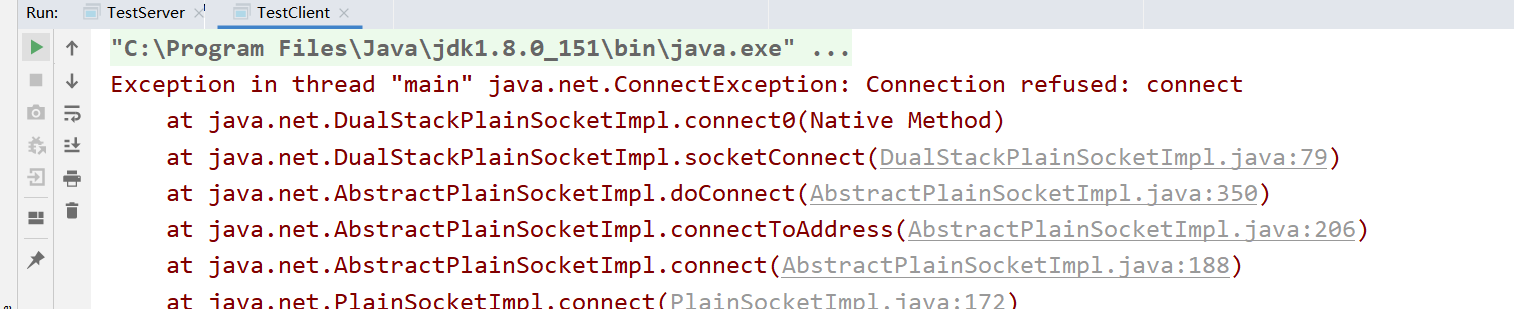 Run: TestServer × TestClient ×
"C:\Program Files\Java\jdk1.8.0_151\bin\java.exe" ...
Exception in thread "main" java.net.ConnectException: Connection refused: connect
at java.net.DualStackPlainSocketImpl.connect0(Native Method)
at java.net.DualStackPlainSocketImpl.socketConnect(DualStackPlainSocketImpl.java:79)
at java.net.AbstractPlainSocketImpl.doConnect(AbstractPlainSocketImpl.java:350)
at java.net.AbstractPlainSocketImpl.connectToAddress(AbstractPlainSocketImpl.java:206)
at java.net.AbstractPlainSocketImpl.connect(AbstractPlainSocketImpl.java:188)
at java.net.PlainSocketImpl.connect(PlainSocketImpl.java:172)